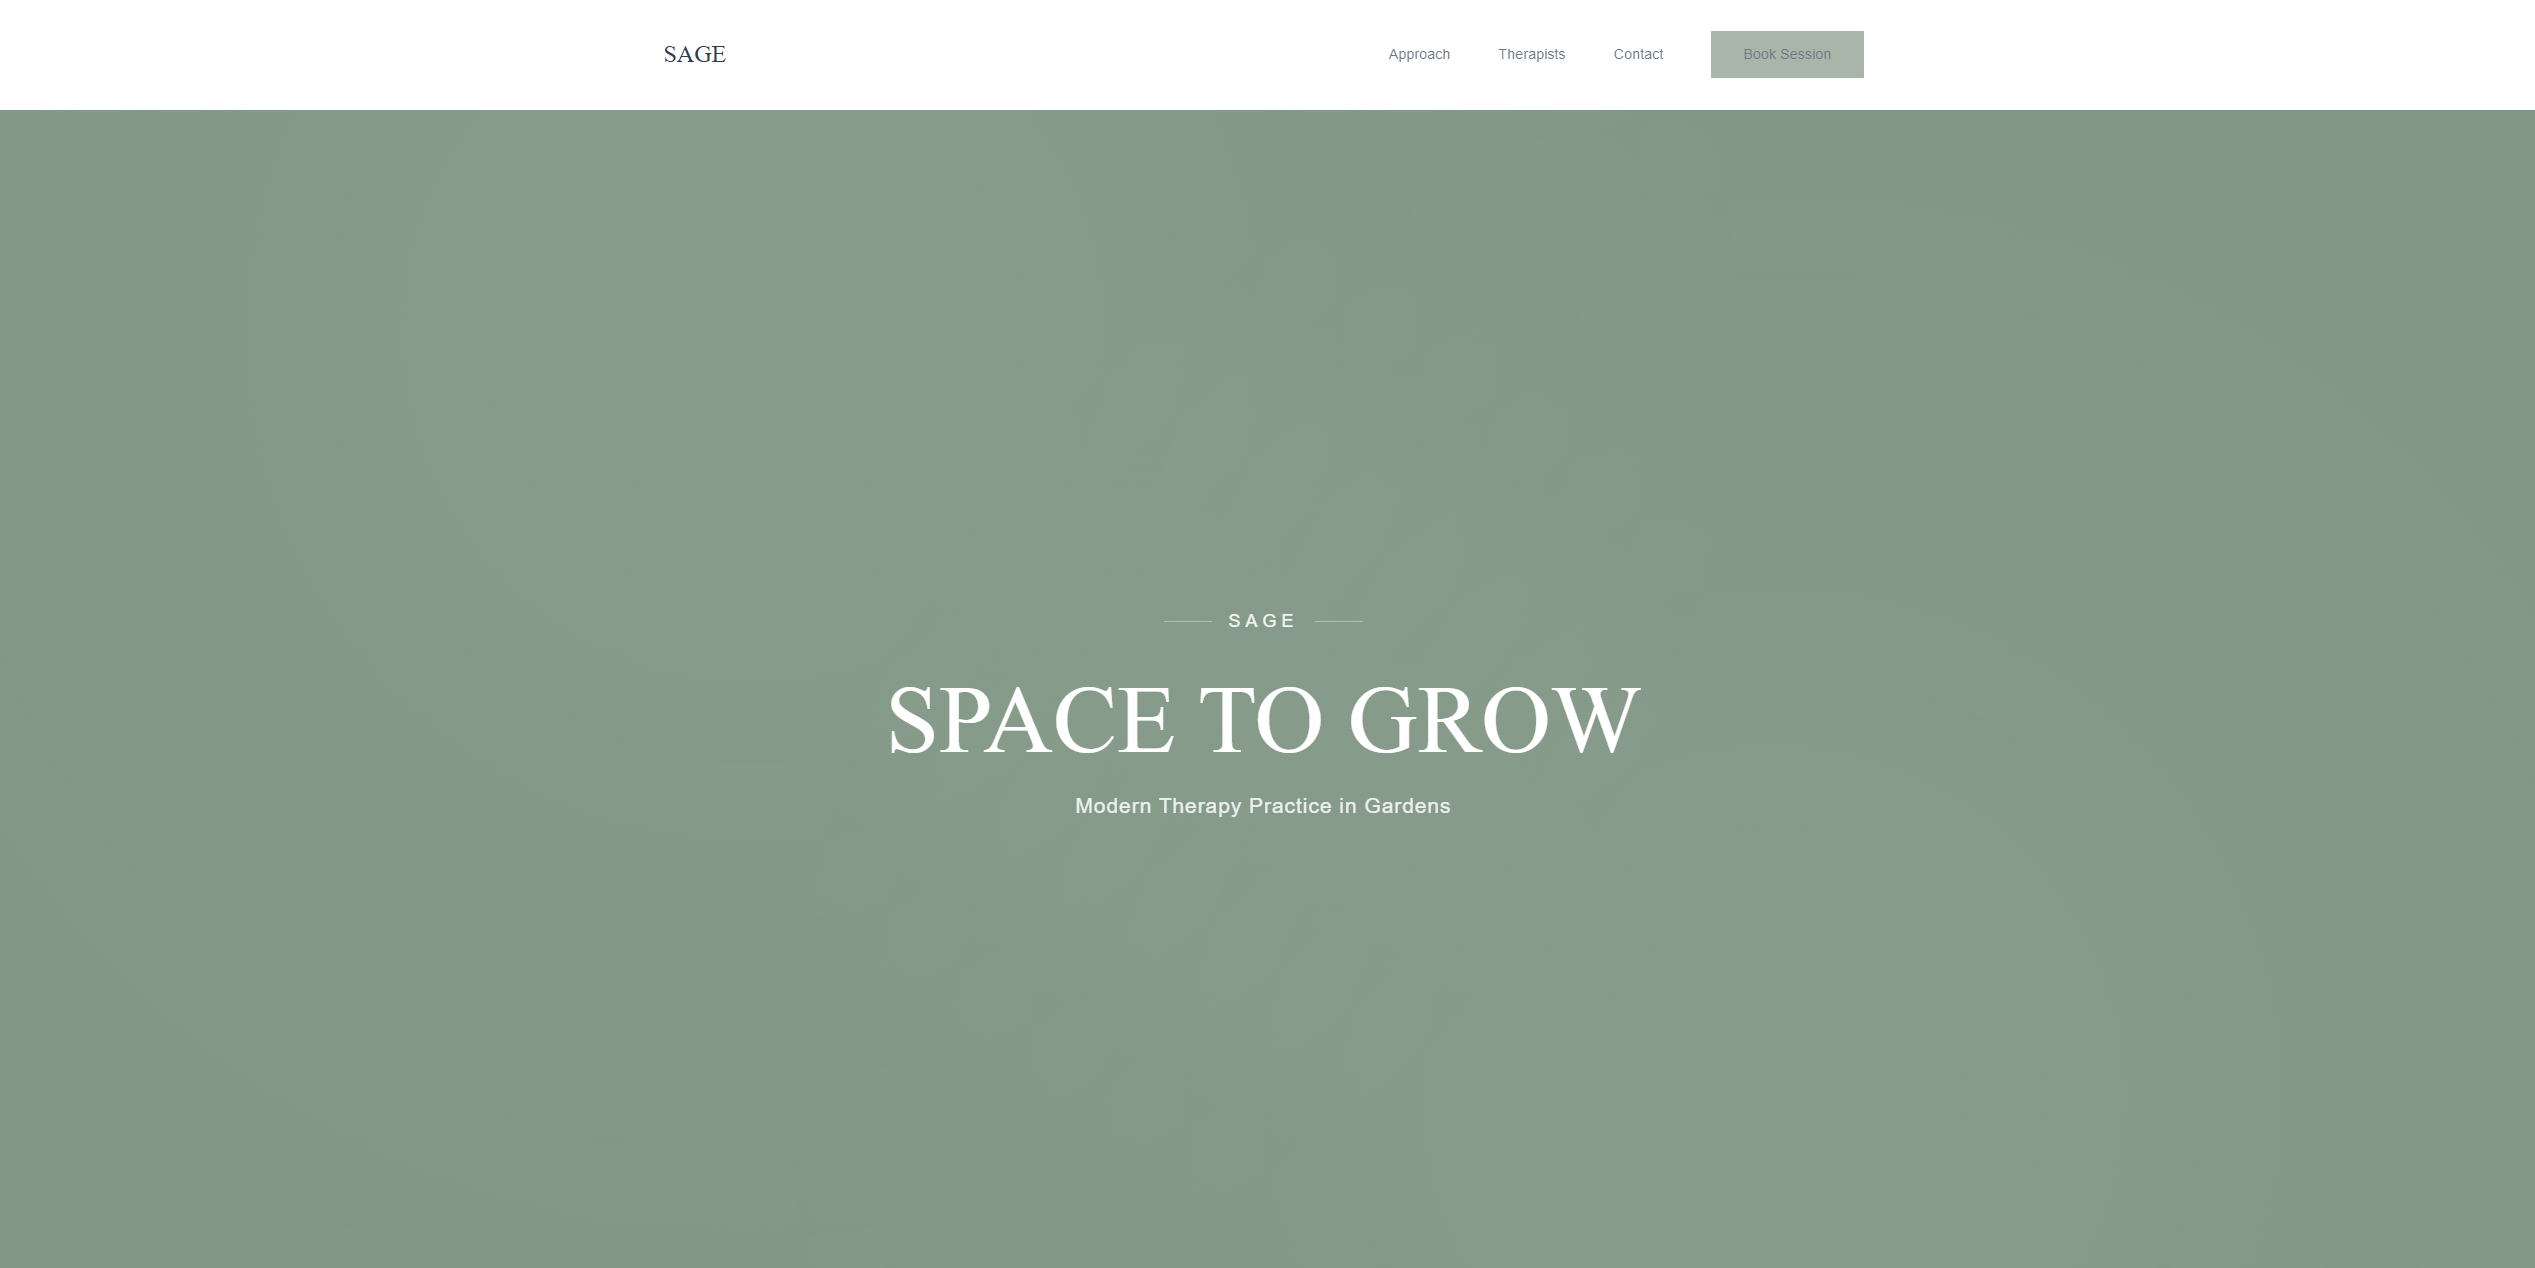 SAGE
Approach Therapists Contact Book Session
SAGE
SPACE TO GROW
Modern Therapy Practice in Gardens